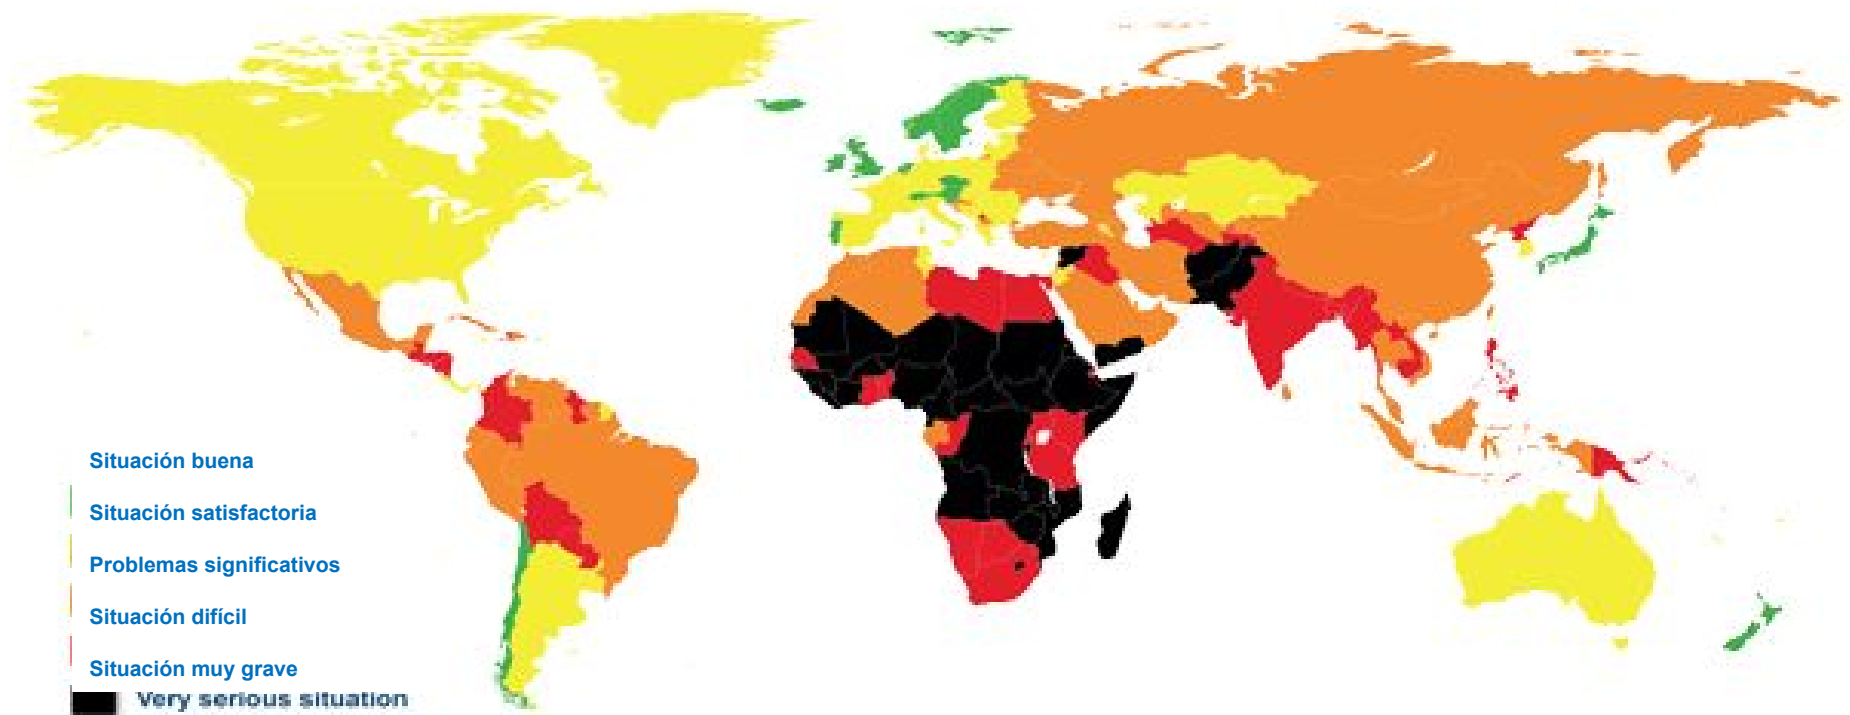 Situación buena
Situación satisfactoria
Problemas significativos
Situación difícil
Situación muy grave
Very serious situation